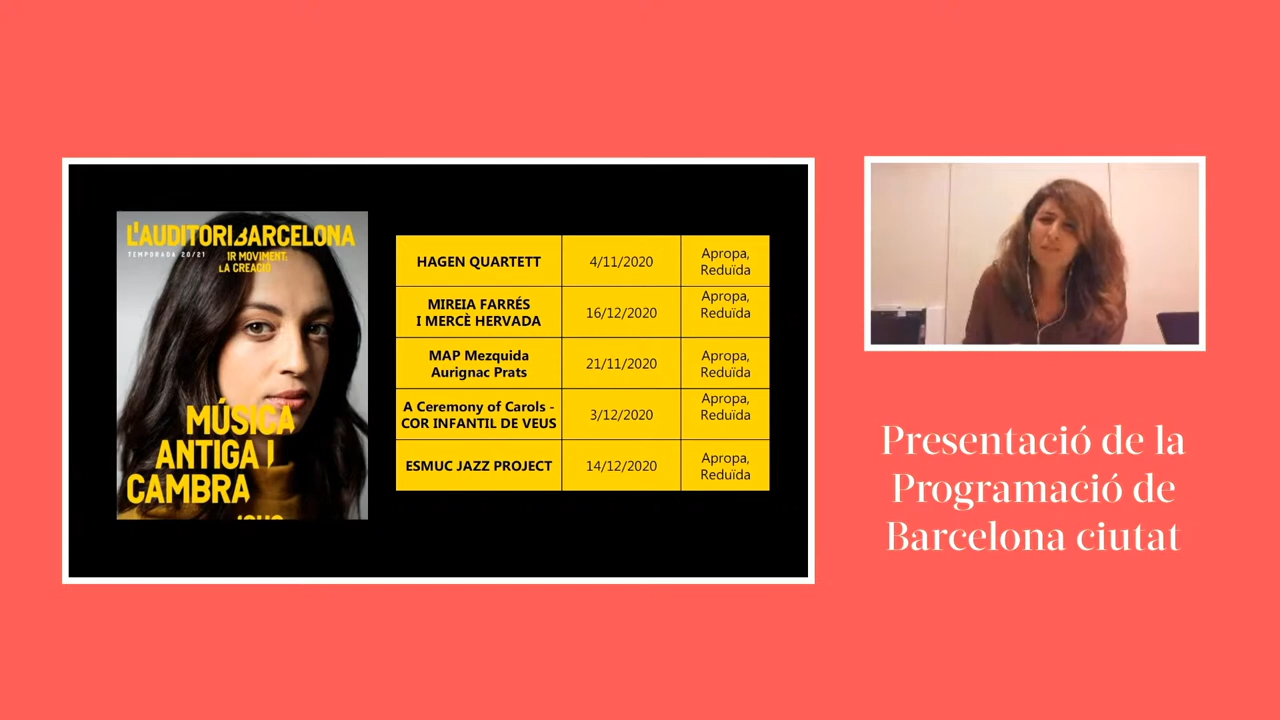 L'AUDITORI BARCELONA
TEMPORADA 20/21
IR MOVIMENT,
LA CREACIÓ
MÚSICA
ANTIGA I
CAMBRA
HAGEN QUARTETT
4/11/2020
Apropa,
Reduïda
MIREIA FARRÉS
I MERCÈ HERVADA
16/12/2020
Apropa,
Reduïda
MAP Mezquida
Aurignac Prats
21/11/2020
Apropa,
Reduïda
A Ceremony of Carols -
COR INFANTIL DE VEUS
3/12/2020
Apropa,
Reduïda
ESMUC JAZZ PROJECT
14/12/2020
Apropa,
Reduïda
Presentació de la
Programació de
Barcelona ciutat